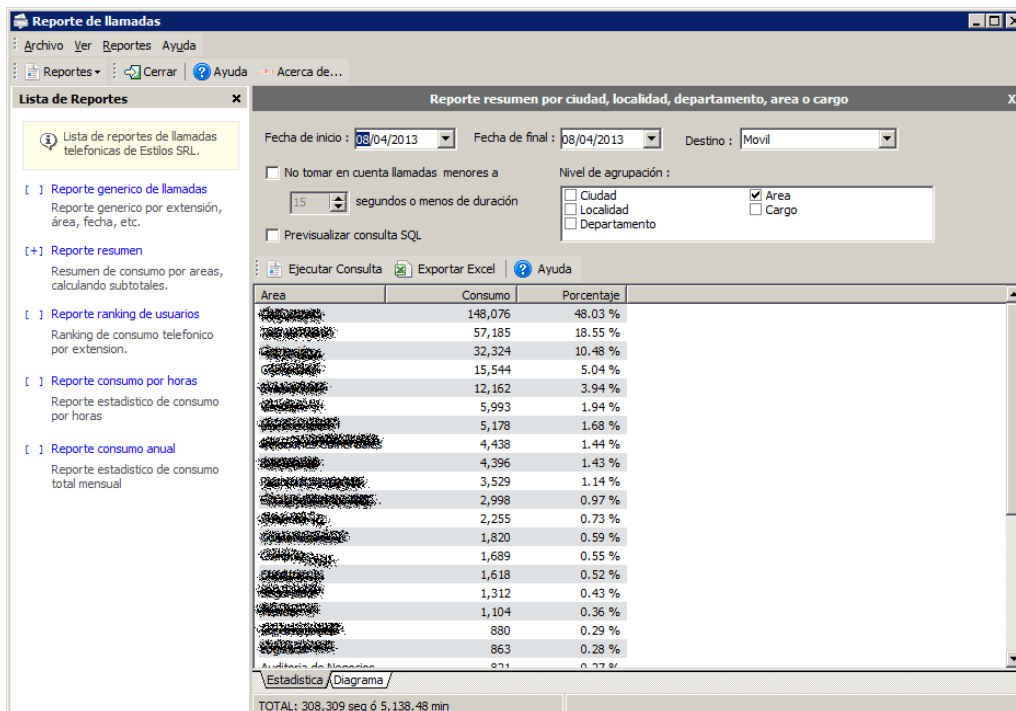 Reporte de llamadas
Archivo Ver Reportes Ayuda
Reportes Cerrar Ayuda Acerca de...
Lista de Reportes x
Lista de reportes de llamadas
telefonicas de Estilos SRL.
[ ] Reporte generico de llamadas
Reporte generico por extensión,
área, fecha, etc.
[+] Reporte resumen
Resumen de consumo por areas,
calculando subtotales.
[ ] Reporte ranking de usuarios
Ranking de consumo telefonico
por extension.
[ ] Reporte consumo por horas
Reporte estadistico de consumo
por horas
[ ] Reporte consumo anual
Reporte estadistico de consumo
total mensual
Reporte resumen por ciudad, localidad, departamento, area o cargo X
Fecha de inicio : 08/04/2013 Fecha de final : 08/04/2013 Destino : Movil
No tomar en cuenta llamadas menores a
15 segundos o menos de duración
Previsualizar consulta SQL
Nivel de agrupación :
Ciudad Area
Localidad Cargo
Departamento
Ejecutar Consulta Exportar Excel Ayuda
Area Consumo Porcentaje
148,076 48.03 %
57,185 18.55 %
32,324 10.48 %
15,544 5.04 %
12,162 3.94 %
5,993 1.94 %
5,178 1.68 %
4,438 1.44 %
4,396 1.43 %
3,529 1.14 %
2,998 0.97 %
2,255 0.73 %
1,820 0.59 %
1,689 0.55 %
1,618 0.52 %
1,312 0.43 %
1,104 0.36 %
880 0.29 %
863 0.28 %
Auditoria de Negocios 821 0.27 %
Estadistica Diagrama
TOTAL: 308,309 seg ó 5,138.48 min